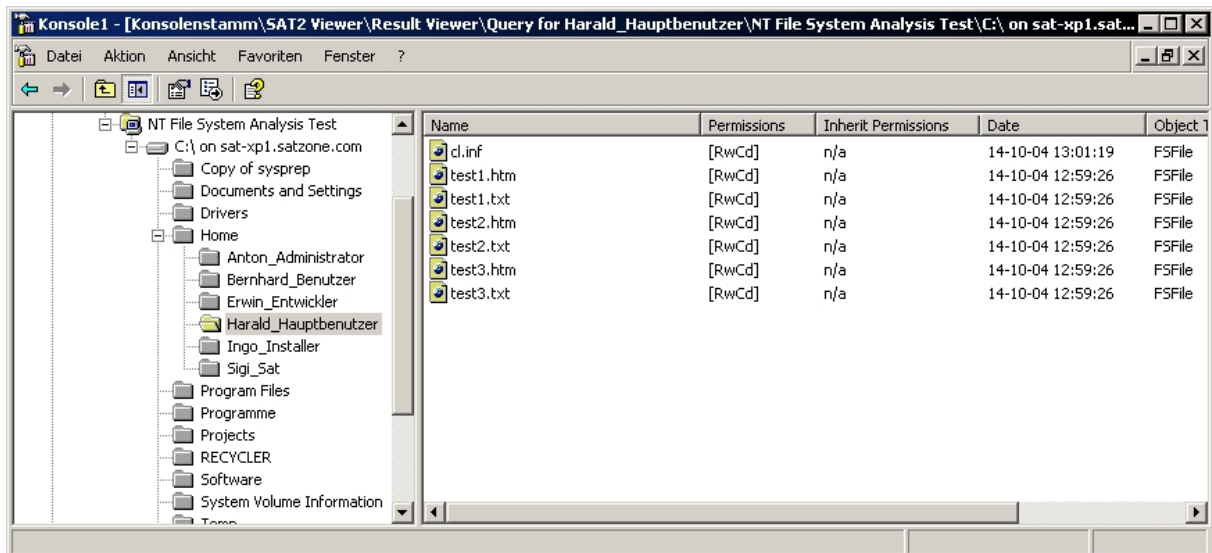 Konsole1 - [Konsolenstamm\SAT2 Viewer\Result Viewer\Query for Harald_Hauptbenutzer\NT File System Analysis Test\C:\ on sat-xp1.sat...
Datei Aktion Ansicht Favoriten Fenster ?
NT File System Analysis Test
C:\ on sat-xp1.satzone.com
Copy of sysprep
Documents and Settings
Drivers
Home
Anton_Administrator
Bernhard_Benutzer
Erwin_Entwickler
Harald_Hauptbenutzer
Ingo_Installer
Sigi_Sat
Program Files
Programme
Projects
RECYCLER
Software
System Volume Information
Temp
Name Permissions Inherit Permissions Date Object T
cl.inf [RwCd] n/a 14-10-04 13:01:19 FSFile
test1.htm [RwCd] n/a 14-10-04 12:59:26 FSFile
test1.txt [RwCd] n/a 14-10-04 12:59:26 FSFile
test2.htm [RwCd] n/a 14-10-04 12:59:26 FSFile
test2.txt [RwCd] n/a 14-10-04 12:59:26 FSFile
test3.htm [RwCd] n/a 14-10-04 12:59:26 FSFile
test3.txt [RwCd] n/a 14-10-04 12:59:26 FSFile